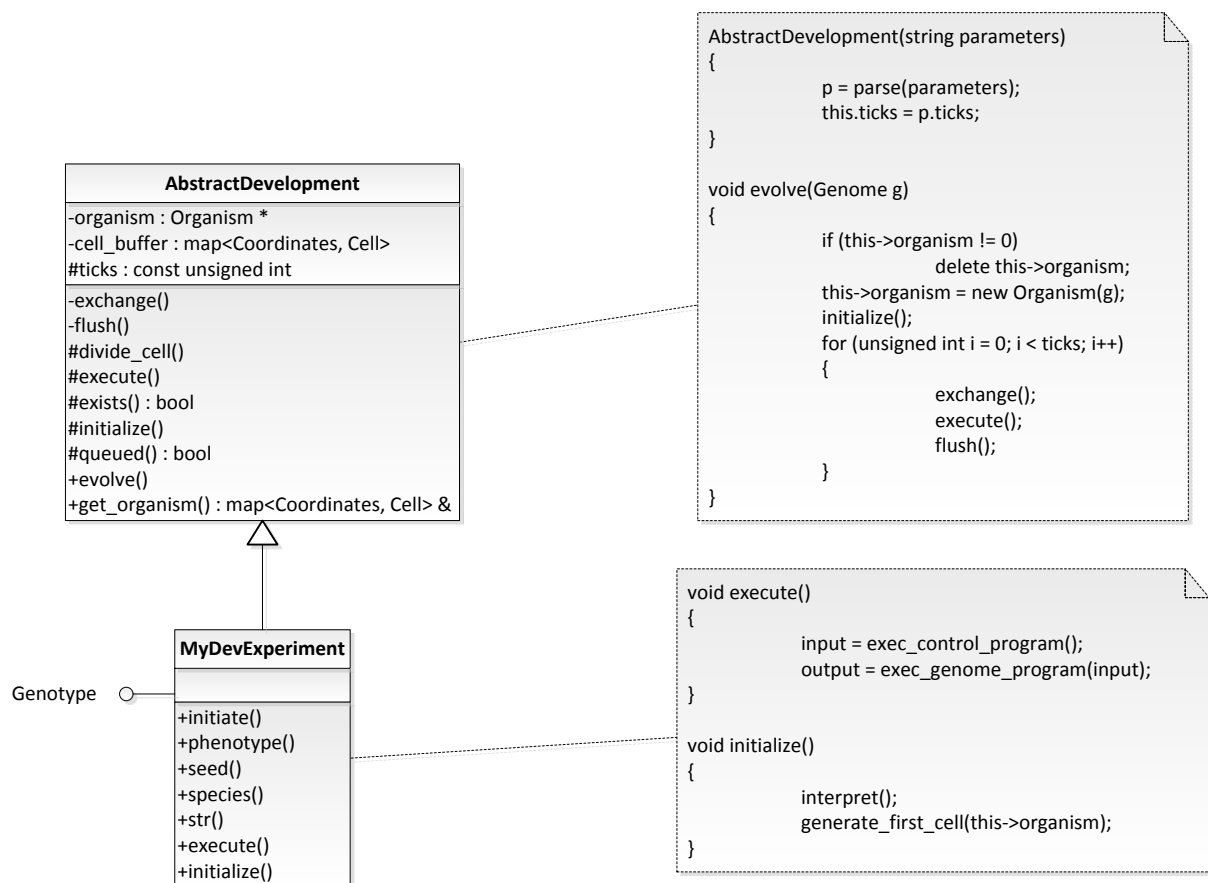 AbstractDevelopment(string parameters)
{
p = parse(parameters);
this.ticks = p.ticks;
}
void evolve(Genome g)
{
if (this->organism != 0)
delete this->organism;
this->organism = new Organism(g);
initialize();
for (unsigned int i = 0; i < ticks; i++)
{
exchange();
execute();
flush();
}
}
AbstractDevelopment
-organism : Organism *
-cell_buffer : map<Coordinates, Cell>
#ticks : const unsigned int
-exchange()
-flush()
#divide_cell()
#execute()
#exists() : bool
#initialize()
#queued() : bool
+evolve()
+get_organism() : map<Coordinates, Cell> &
void execute()
{
input = exec_control_program();
output = exec_genome_program(input);
}
void initialize()
{
interpret();
generate_first_cell(this->organism);
}
MyDevExperiment
Genotype
+initiate()
+phenotype()
+seed()
+species()
+str()
+execute()
+initialize()